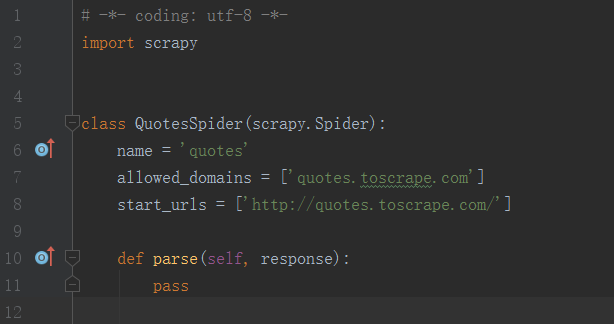 1 # -*- coding: utf-8 -*-
2 import scrapy
3
4
5 class QuotesSpider(scrapy.Spider):
6     name = 'quotes'
7     allowed_domains = ['quotes.toscrape.com']
8     start_urls = ['http://quotes.toscrape.com/']
9
10     def parse(self, response):
11         pass
12